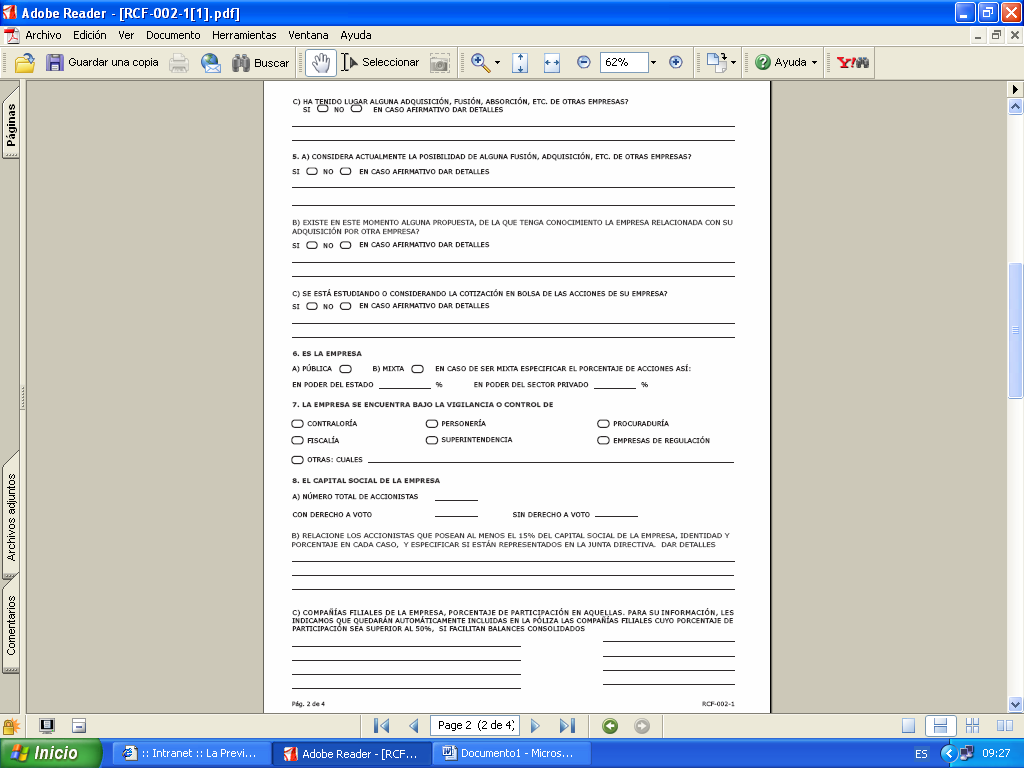 Adobe Reader - [RCF-002-1[1].pdf]
Archivo Edición Ver Documento Herramientas Ventana Ayuda
Guardar una copia Buscar Seleccionar 62% Ayuda Y!
Páginas
Archivos adjuntos
Comentarios
C) HA TENIDO LUGAR ALGUNA ADQUISICIÓN, FUSIÓN, ABSORCIÓN, ETC. DE OTRAS EMPRESAS?
SI NO EN CASO AFIRMATIVO DAR DETALLES
5. A) CONSIDERA ACTUALMENTE LA POSIBILIDAD DE ALGUNA FUSIÓN, ADQUISICIÓN, ETC. DE OTRAS EMPRESAS?
SI NO EN CASO AFIRMATIVO DAR DETALLES
B) EXISTE EN ESTE MOMENTO ALGUNA PROPUESTA, DE LA QUE TENGA CONOCIMIENTO LA EMPRESA RELACIONADA CON SU
ADQUISICIÓN POR OTRA EMPRESA?
SI NO EN CASO AFIRMATIVO DAR DETALLES
C) SE ESTÁ ESTUDIANDO O CONSIDERANDO LA COTIZACIÓN EN BOLSA DE LAS ACCIONES DE SU EMPRESA?
SI NO EN CASO AFIRMATIVO DAR DETALLES
6. ES LA EMPRESA
A) PÚBLICA B) MIXTA EN CASO DE SER MIXTA ESPECIFICAR EL PORCENTAJE DE ACCIONES ASÍ:
EN PODER DEL ESTADO % EN PODER DEL SECTOR PRIVADO %
7. LA EMPRESA SE ENCUENTRA BAJO LA VIGILANCIA O CONTROL DE
CONTRALORÍA PERSONERÍA PROCURADURÍA
FISCALÍA SUPERINTENDENCIA EMPRESAS DE REGULACIÓN
OTRAS: CUALES
8. EL CAPITAL SOCIAL DE LA EMPRESA
A) NÚMERO TOTAL DE ACCIONISTAS
CON DERECHO A VOTO SIN DERECHO A VOTO
B) RELACIONE LOS ACCIONISTAS QUE POSEAN AL MENOS EL 15% DEL CAPITAL SOCIAL DE LA EMPRESA, IDENTIDAD Y
PORCENTAJE EN CADA CASO, Y ESPECIFICAR SI ESTÁN REPRESENTADOS EN LA JUNTA DIRECTIVA. DAR DETALLES
C) COMPAÑÍAS FILIALES DE LA EMPRESA, PORCENTAJE DE PARTICIPACIÓN EN AQUELLAS. PARA SU INFORMACIÓN, LES
INDICAMOS QUE QUEDARÁN AUTOMÁTICAMENTE INCLUIDAS EN LA PÓLIZA LAS COMPAÑÍAS FILIALES CUYO PORCENTAJE DE
PARTICIPACIÓN SEA SUPERIOR AL 50%, SI FACILITAN BALANCES CONSOLIDADOS
Pág. 2 de 4 RCF-002-1
Page 2 (2 de 4)
Inicio :: Intranet :: La Previ... Adobe Reader - [RCF... Documento1 - Micros... ES 09:27